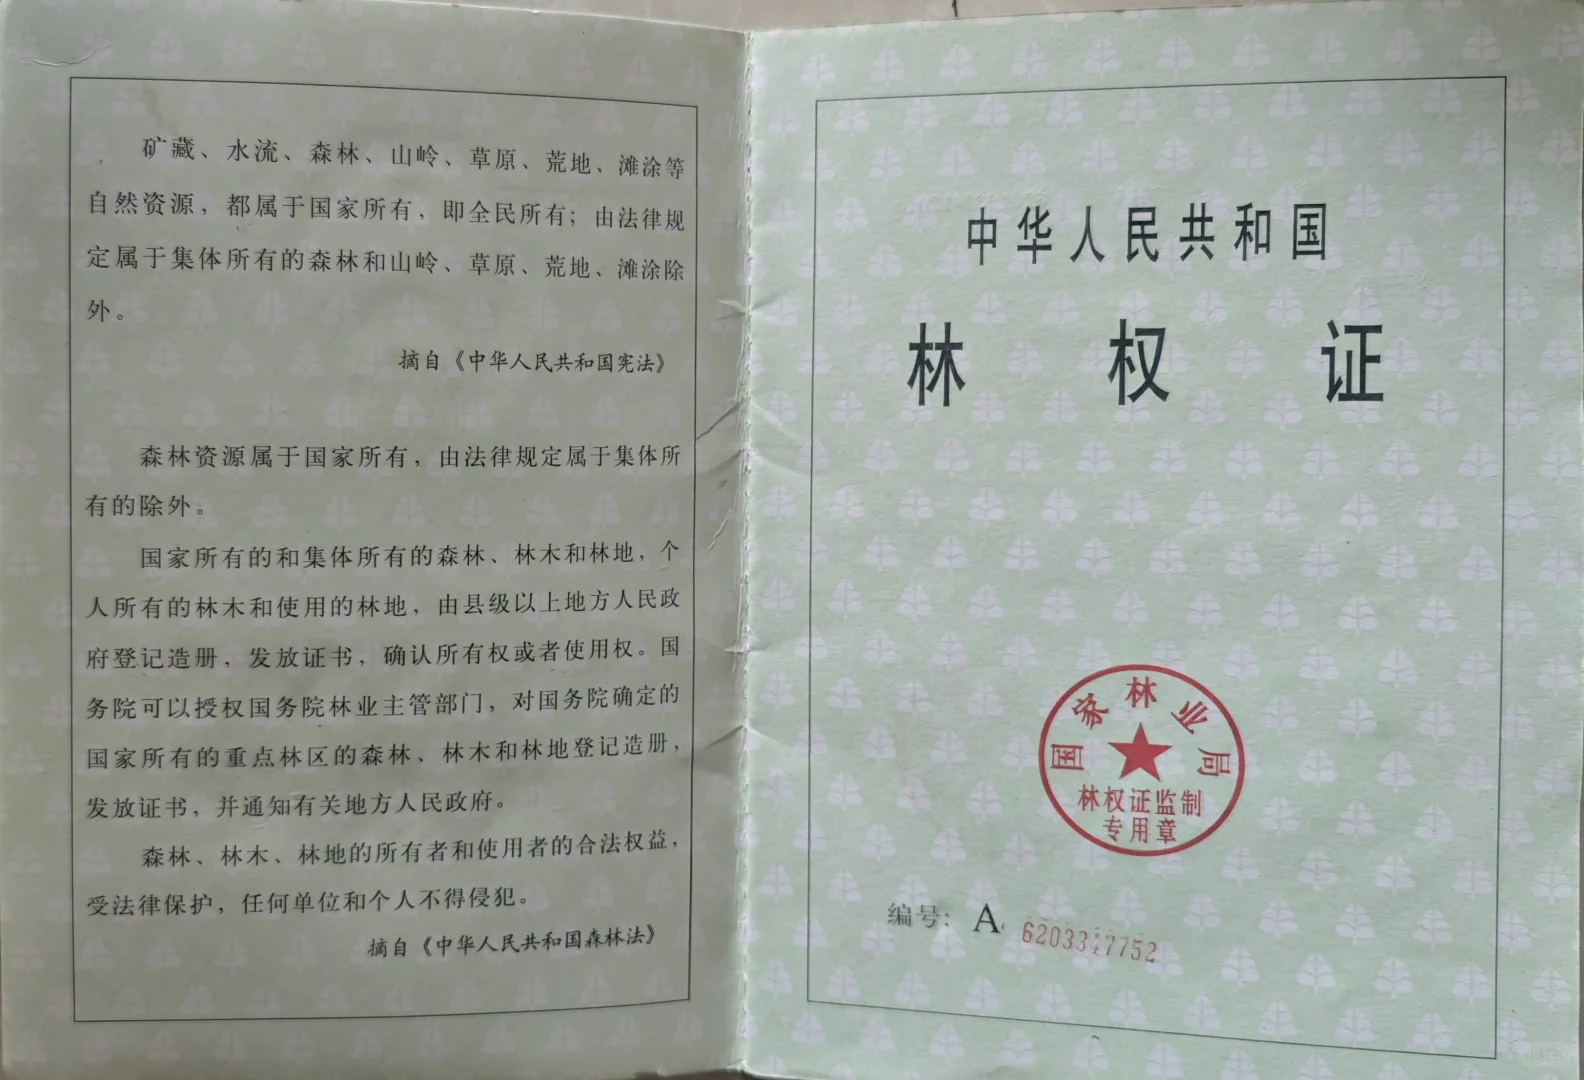 矿藏、水流、森林、山岭、草原、荒地、滩涂等
自然资源，都属于国家所有，即全民所有；由法律规
定属于集体所有的森林和山岭、草原、荒地、滩涂除
外。
摘自《中华人民共和国宪法》
森林资源属于国家所有，由法律规定属于集体所
有的除外。
国家所有的和集体所有的森林、林木和林地，个
人所有的林木和使用的林地，由县级以上地方人民政
府登记造册，发放证书，确认所有权或者使用权。国
务院可以授权国务院林业主管部门，对国务院确定的
国家所有的重点林区的森林、林木和林地登记造册，
发放证书，并通知有关地方人民政府。
森林、林木、林地的所有者和使用者的合法权益，
受法律保护，任何单位和个人不得侵犯。
摘自《中华人民共和国森林法》
中华人民共和国
林权证
国家林业局
林权证监制
专用章
编号：A